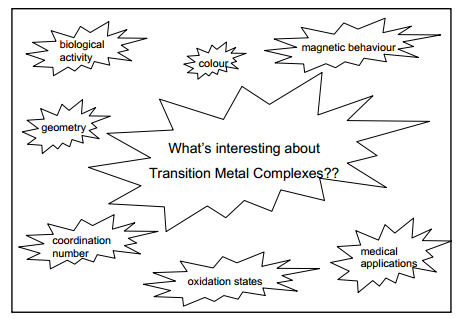 biological
activity
colour
magnetic behaviour
geometry
What's interesting about
Transition Metal Complexes??
coordination
number
oxidation states
medical
applications